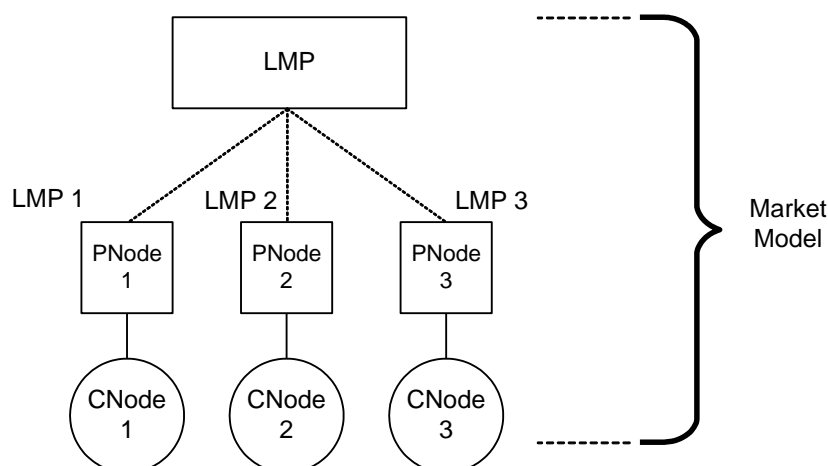 LMP
LMP 1
LMP 2
LMP 3
PNode
1
PNode
2
PNode
3
CNode
1
CNode
2
CNode
3
Market
Model